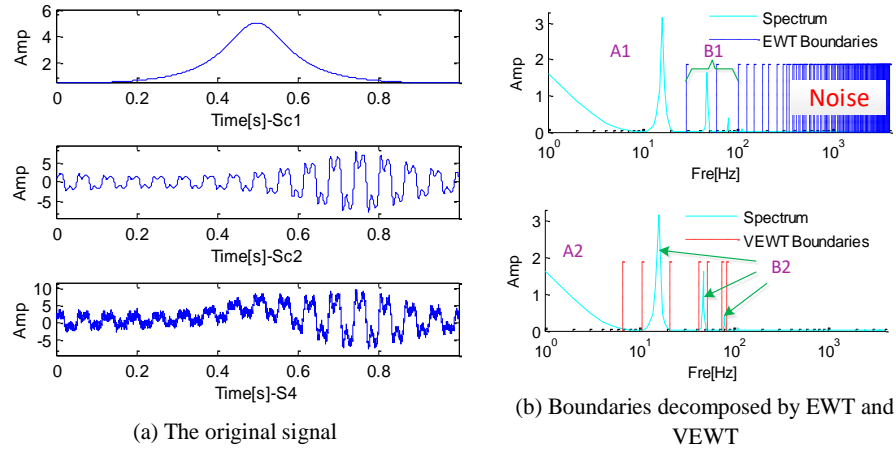 6
4
2
Amp
0 0.2 0.4 0.6 0.8
Time[s]-Sc1
5
0
-5
Amp
0 0.2 0.4 0.6 0.8
Time[s]-Sc2
10
5
0
-5
Amp
0 0.2 0.4 0.6 0.8
Time[s]-S4
(a) The original signal
3
2
1
0
Amp
A1
B1
Spectrum
EWT Boundaries
Noise
10^0 10^1 10^2 10^3
Fre[Hz]
3
2
1
0
Amp
A2
B2
Spectrum
VEWT Boundaries
10^0 10^1 10^2 10^3
Fre[Hz]
(b) Boundaries decomposed by EWT and
VEWT